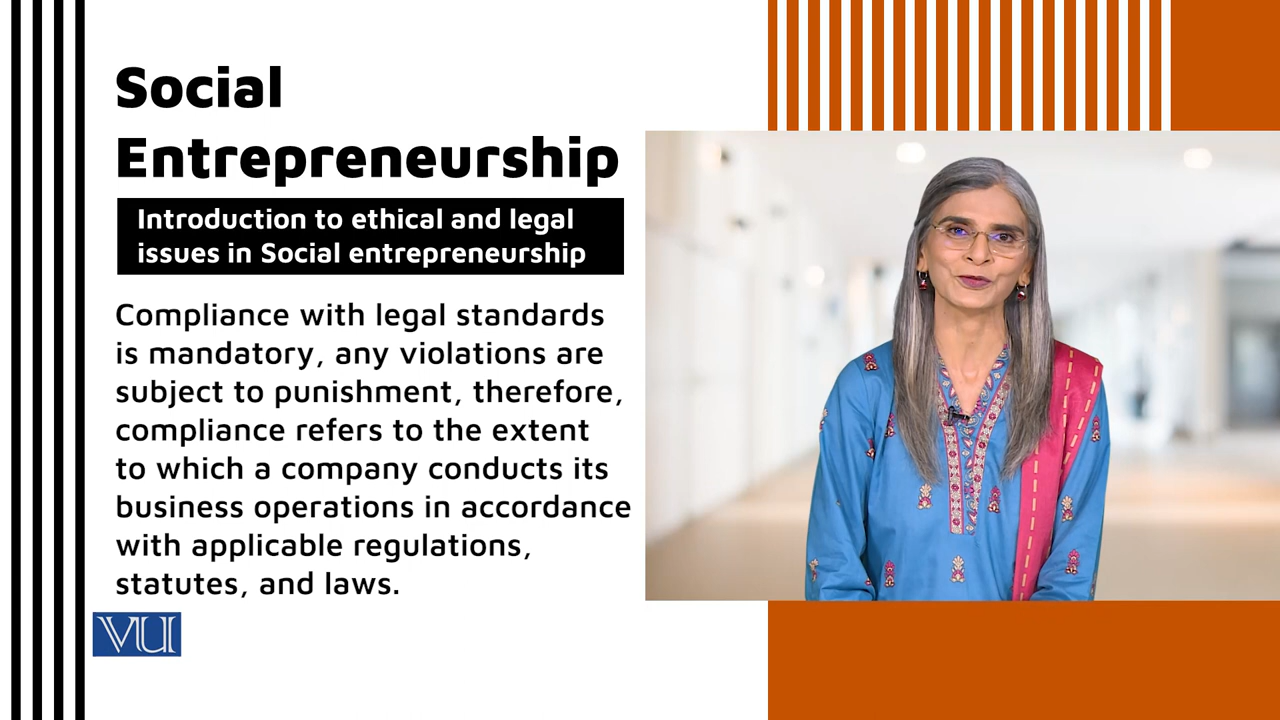 Social
Entrepreneurship
Introduction to ethical and legal
issues in Social entrepreneurship
Compliance with legal standards
is mandatory, any violations are
subject to punishment, therefore,
compliance refers to the extent
to which a company conducts its
business operations in accordance
with applicable regulations,
statutes, and laws.
VU